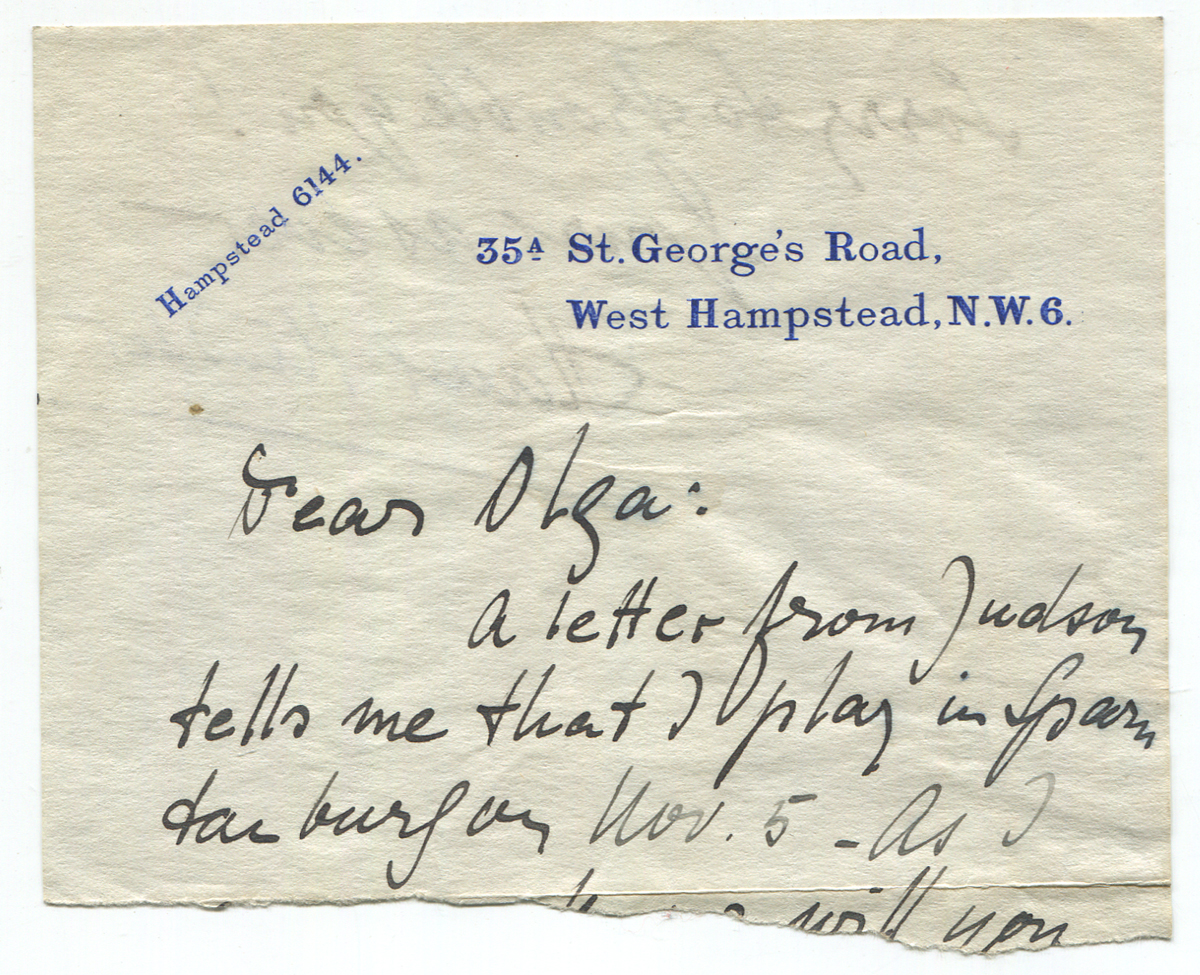 Hampstead 6144.
35A St. George's Road,
West Hampstead, N.W.6.
Dear Olga:
A letter from Judson
tells me that I play in Spar
tanburg on Nov. 5 - As I
will you